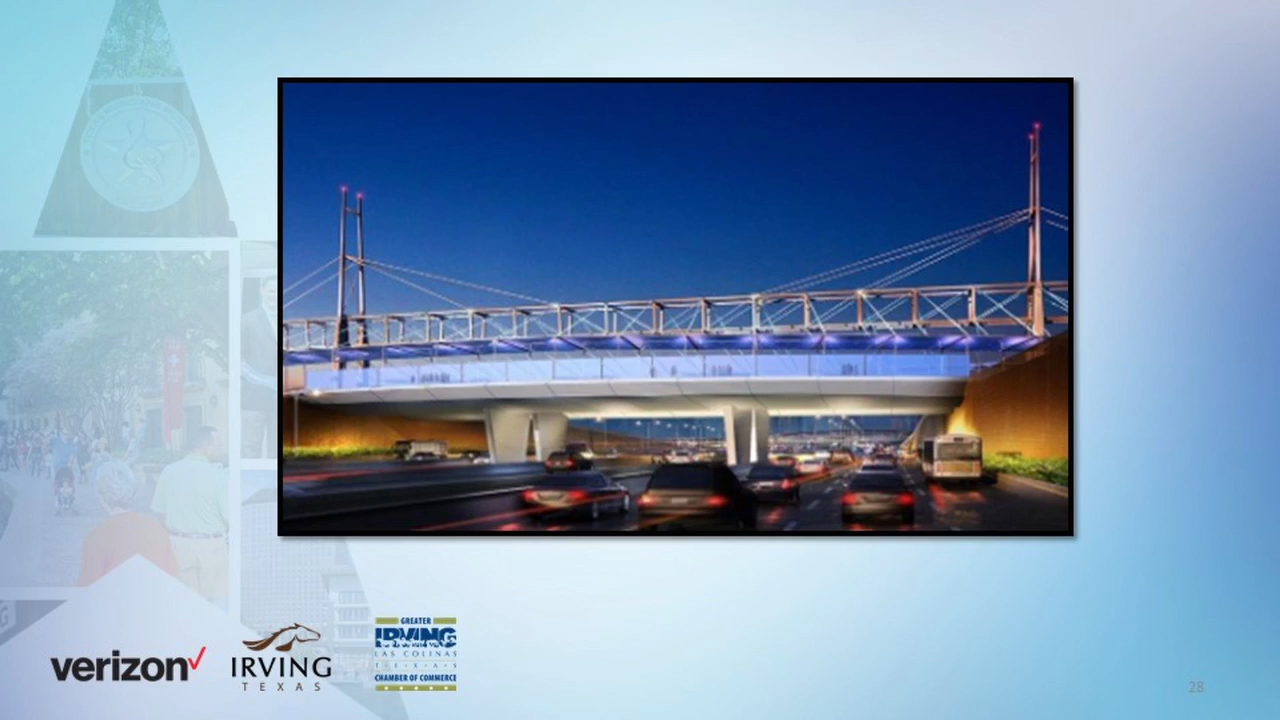 verizon
IRVING
TEXAS
GREATER
IRVING
LAS COLINAS
T·E·X·A·S
CHAMBER OF COMMERCE
28